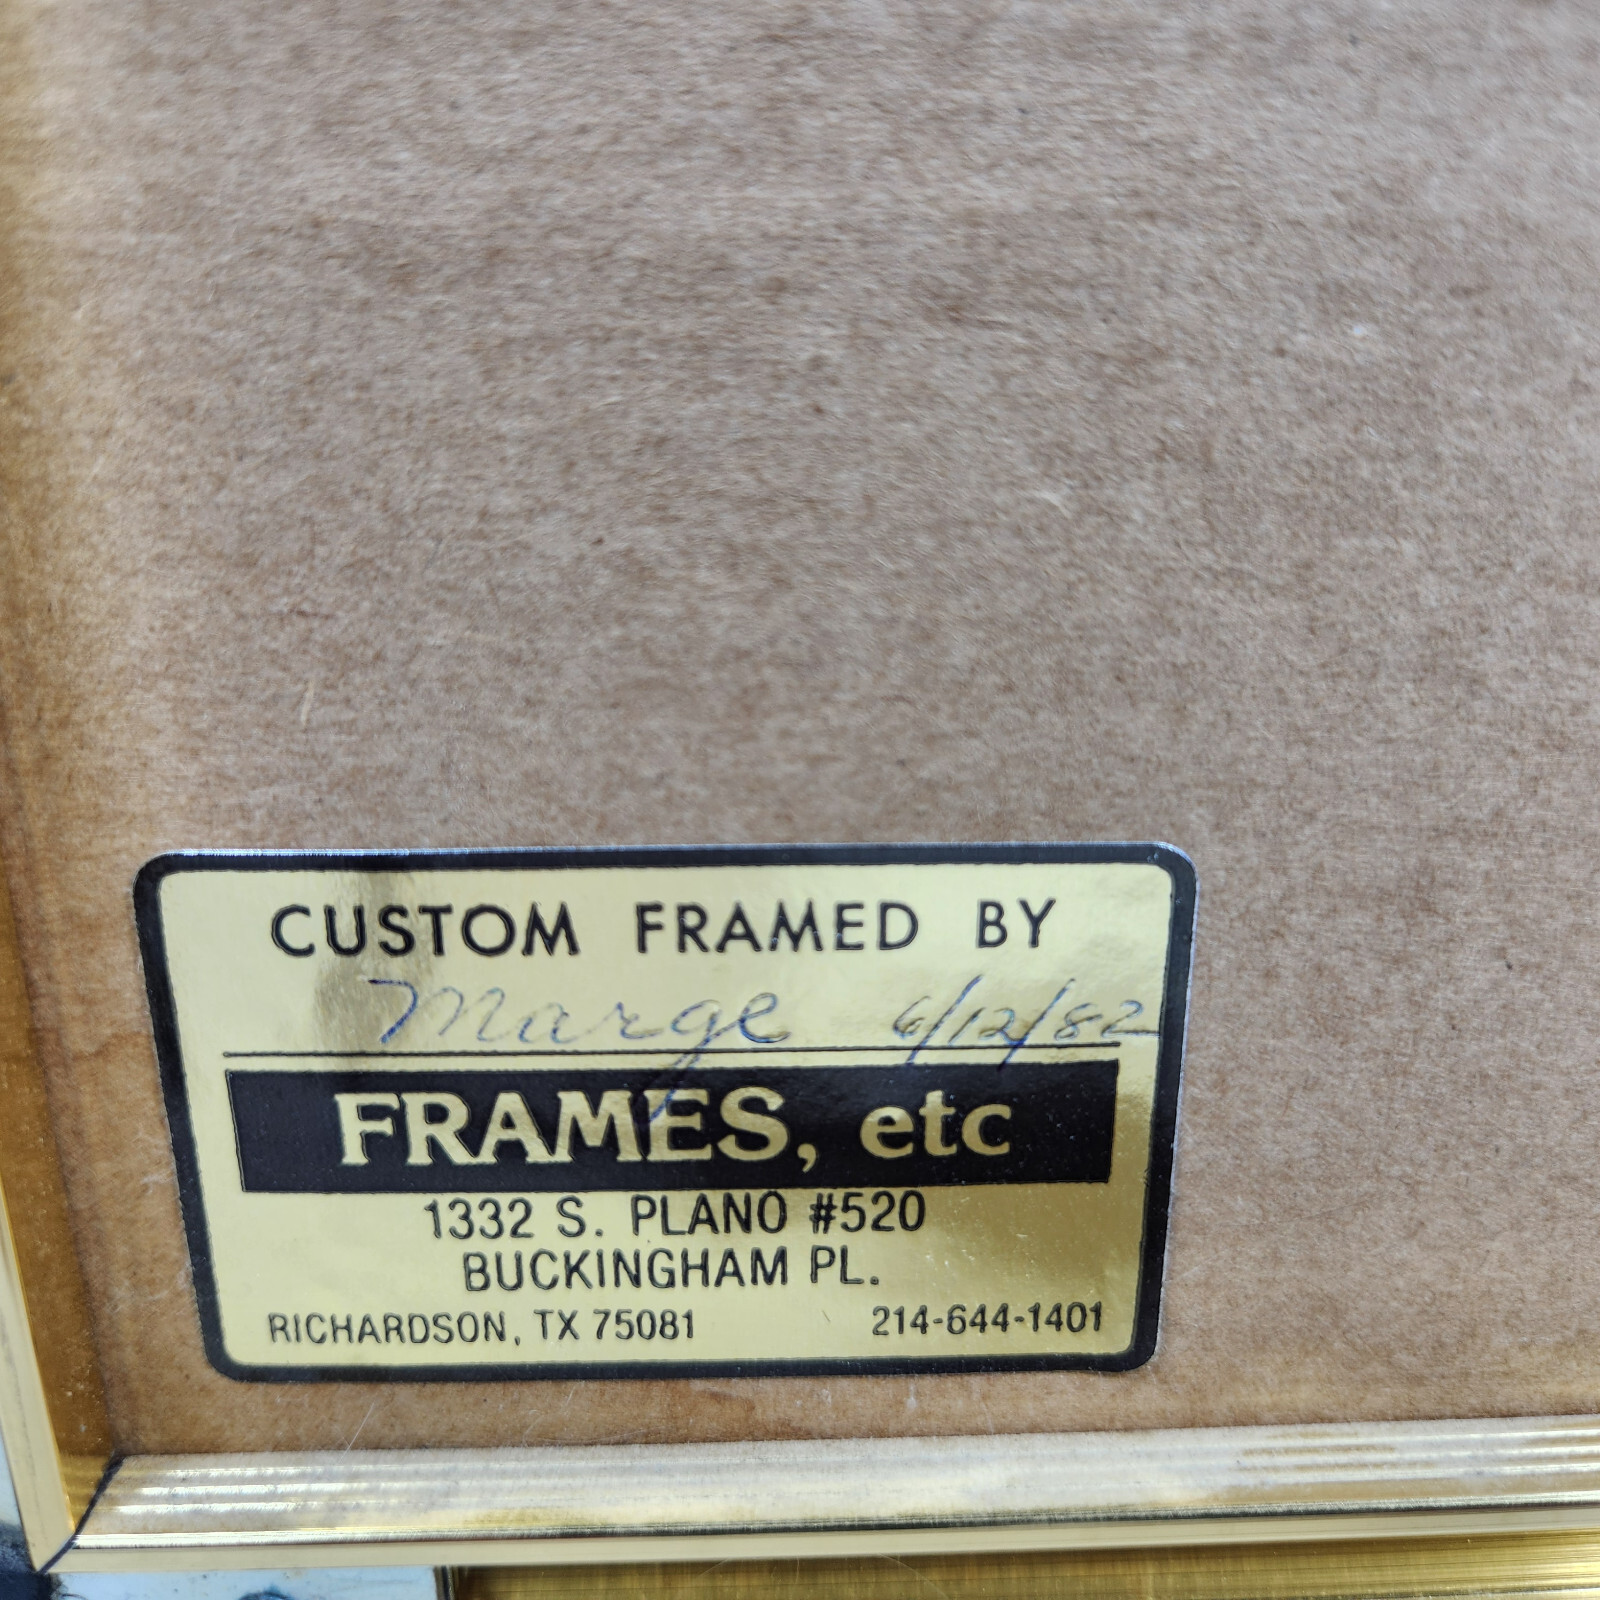 CUSTOM FRAMED BY
Marge 6/12/82
FRAMES, etc
1332 S. PLANO #520
BUCKINGHAM PL.
RICHARDSON, TX 75081 214-644-1401